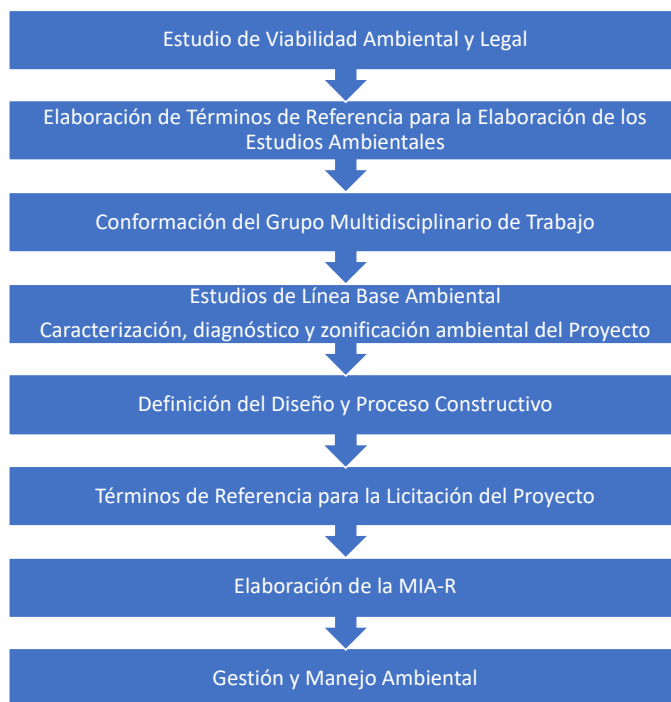 Estudio de Viabilidad Ambiental y Legal
Elaboración de Términos de Referencia para la Elaboración de los
Estudios Ambientales
Conformación del Grupo Multidisciplinario de Trabajo
Estudios de Línea Base Ambiental
Caracterización, diagnóstico y zonificación ambiental del Proyecto
Definición del Diseño y Proceso Constructivo
Términos de Referencia para la Licitación del Proyecto
Elaboración de la MIA-R
Gestión y Manejo Ambiental